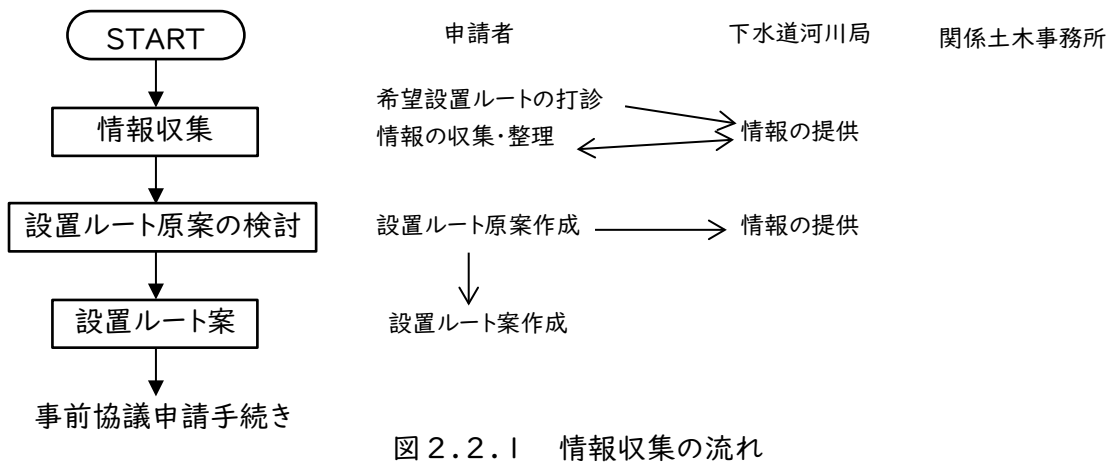 START 申請者 下水道河川局 関係土木事務所
希望設置ルートの打診
情報収集 情報の収集・整理 情報の提供
設置ルート原案の検討 設置ルート原案作成 情報の提供
設置ルート案 設置ルート案作成
事前協議申請手続き
図2.2.1 情報収集の流れ